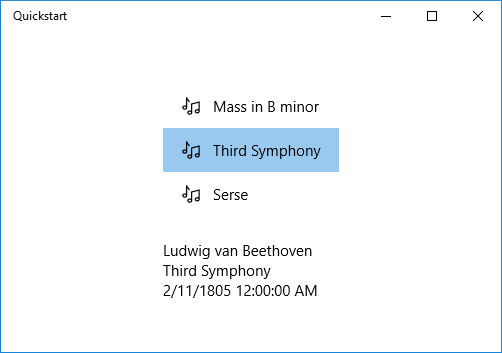 Quickstart
Mass in B minor
Third Symphony
Serse
Ludwig van Beethoven
Third Symphony
2/11/1805 12:00:00 AM